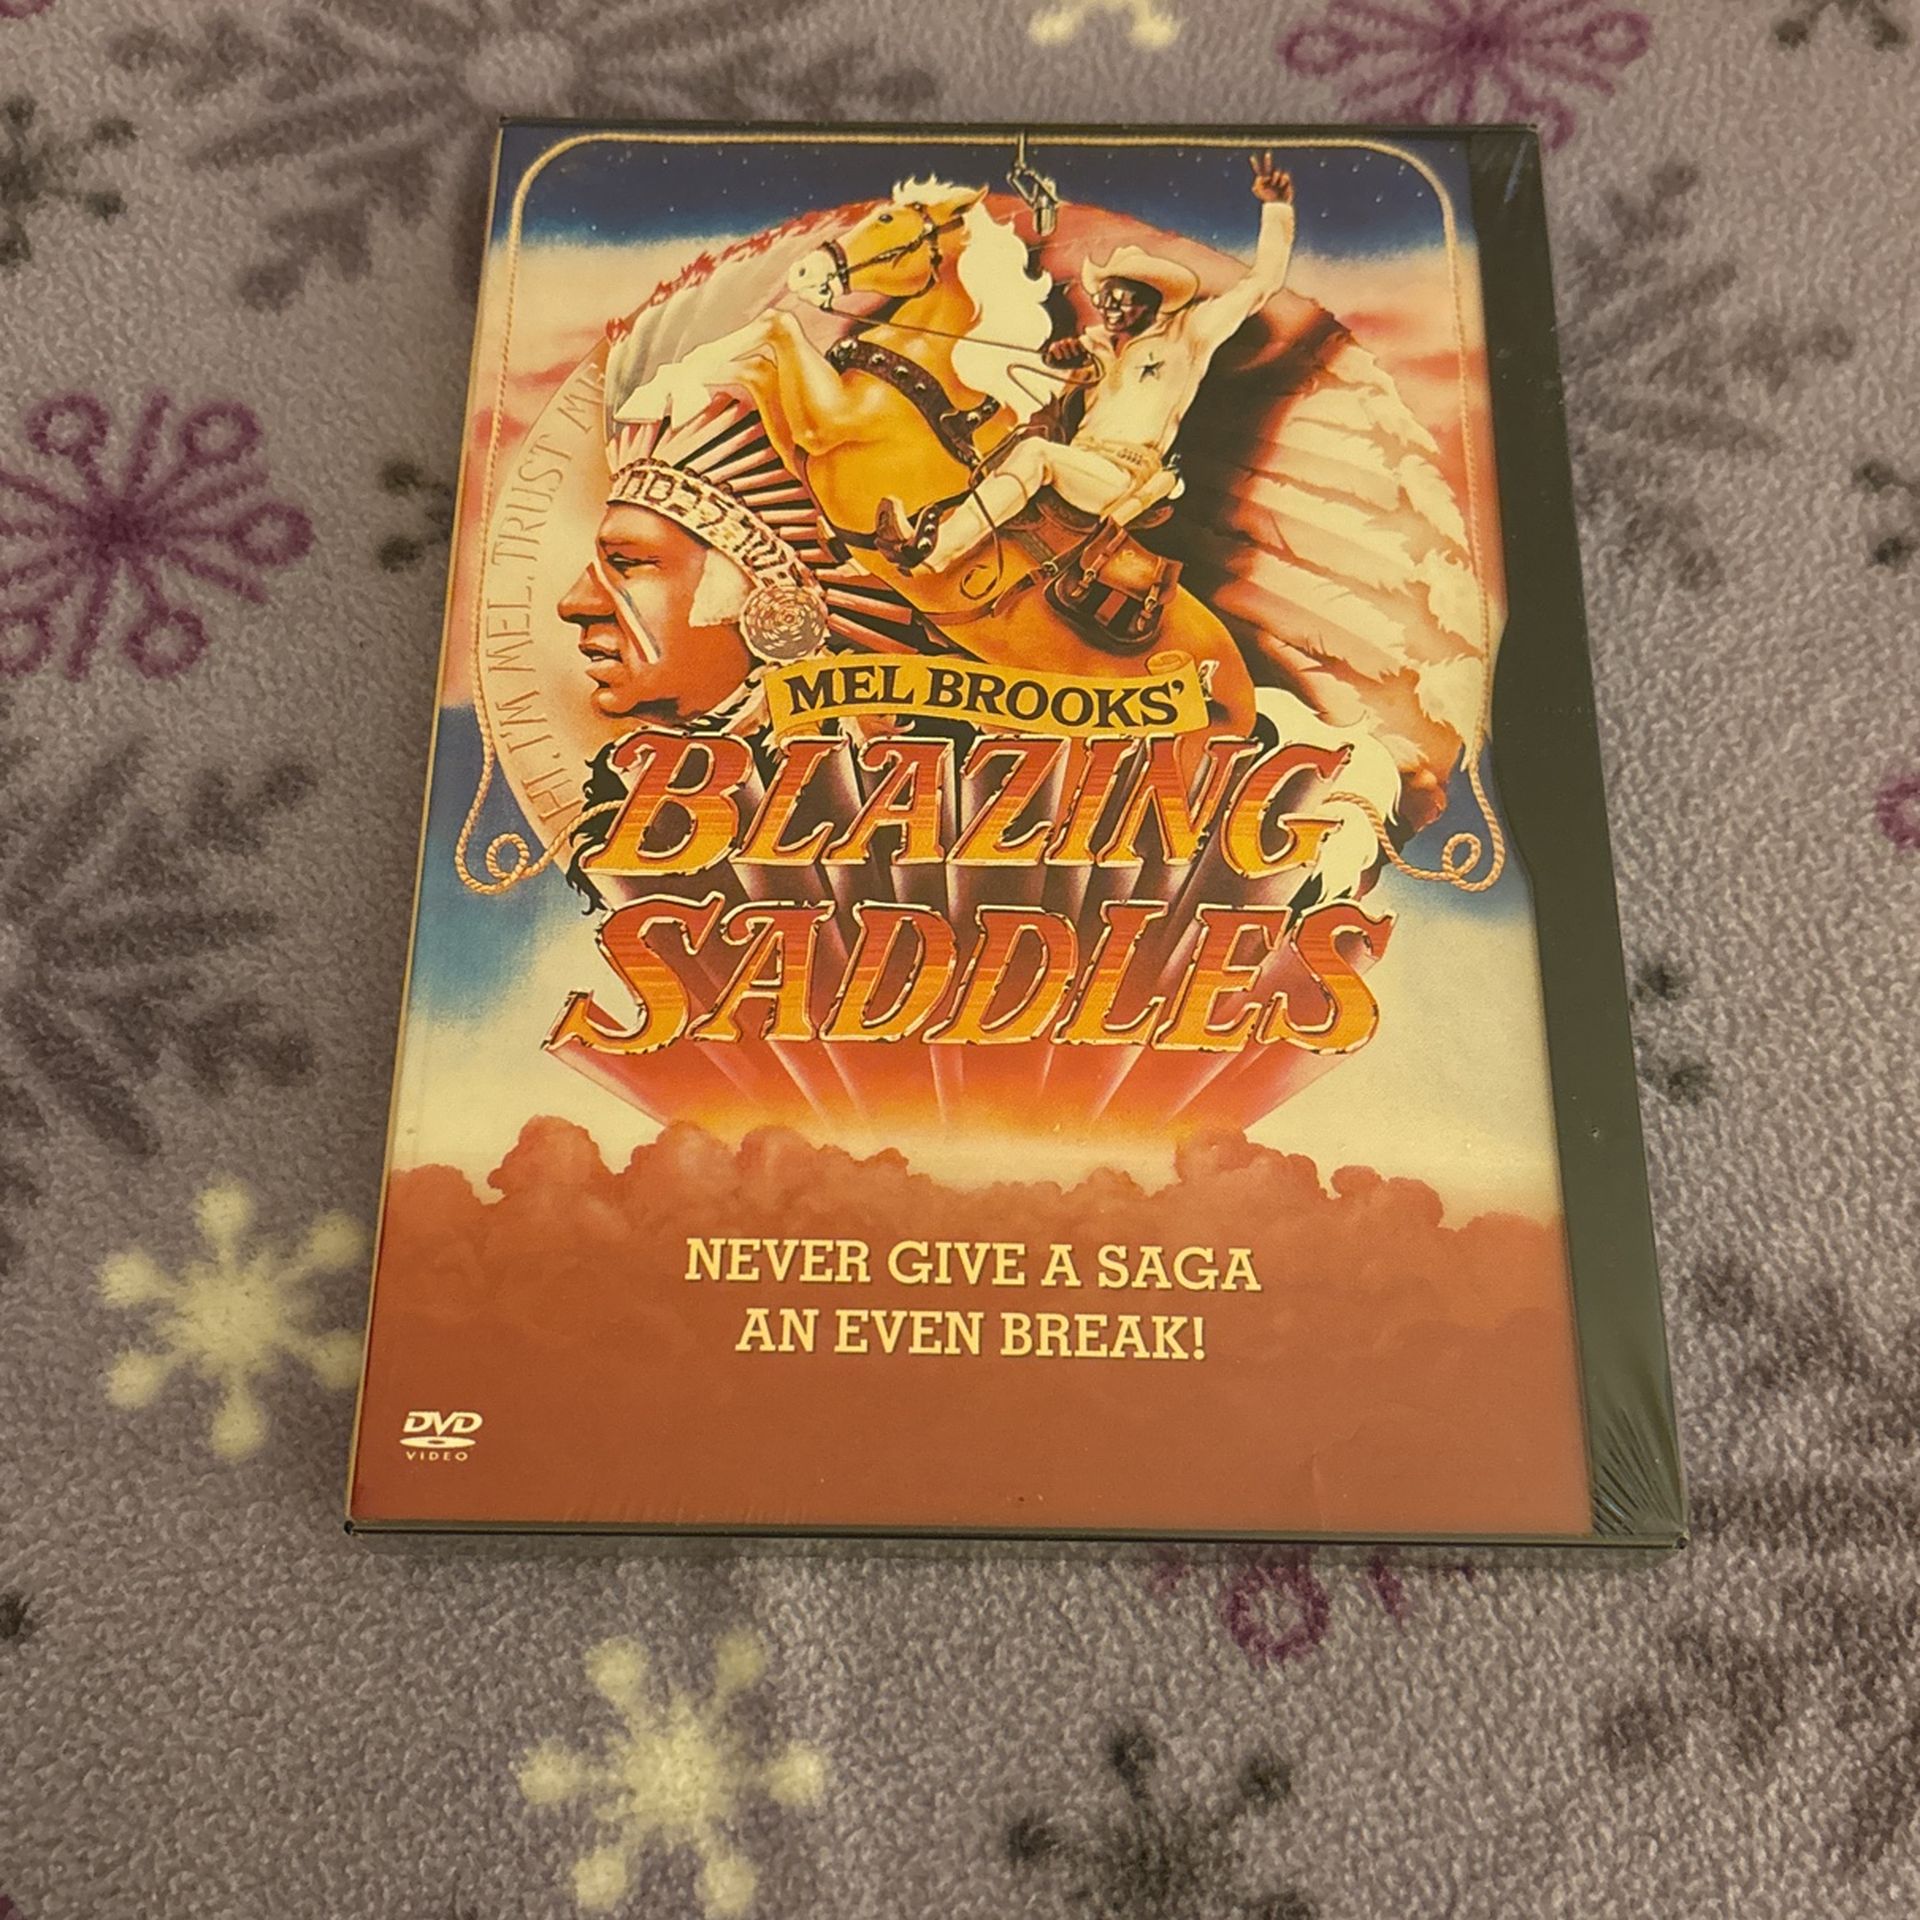 HI. I'M MEL. TRUST ME
MEL BROOKS'
BLAZING
SADDLES
NEVER GIVE A SAGA
AN EVEN BREAK!
DVD
VIDEO